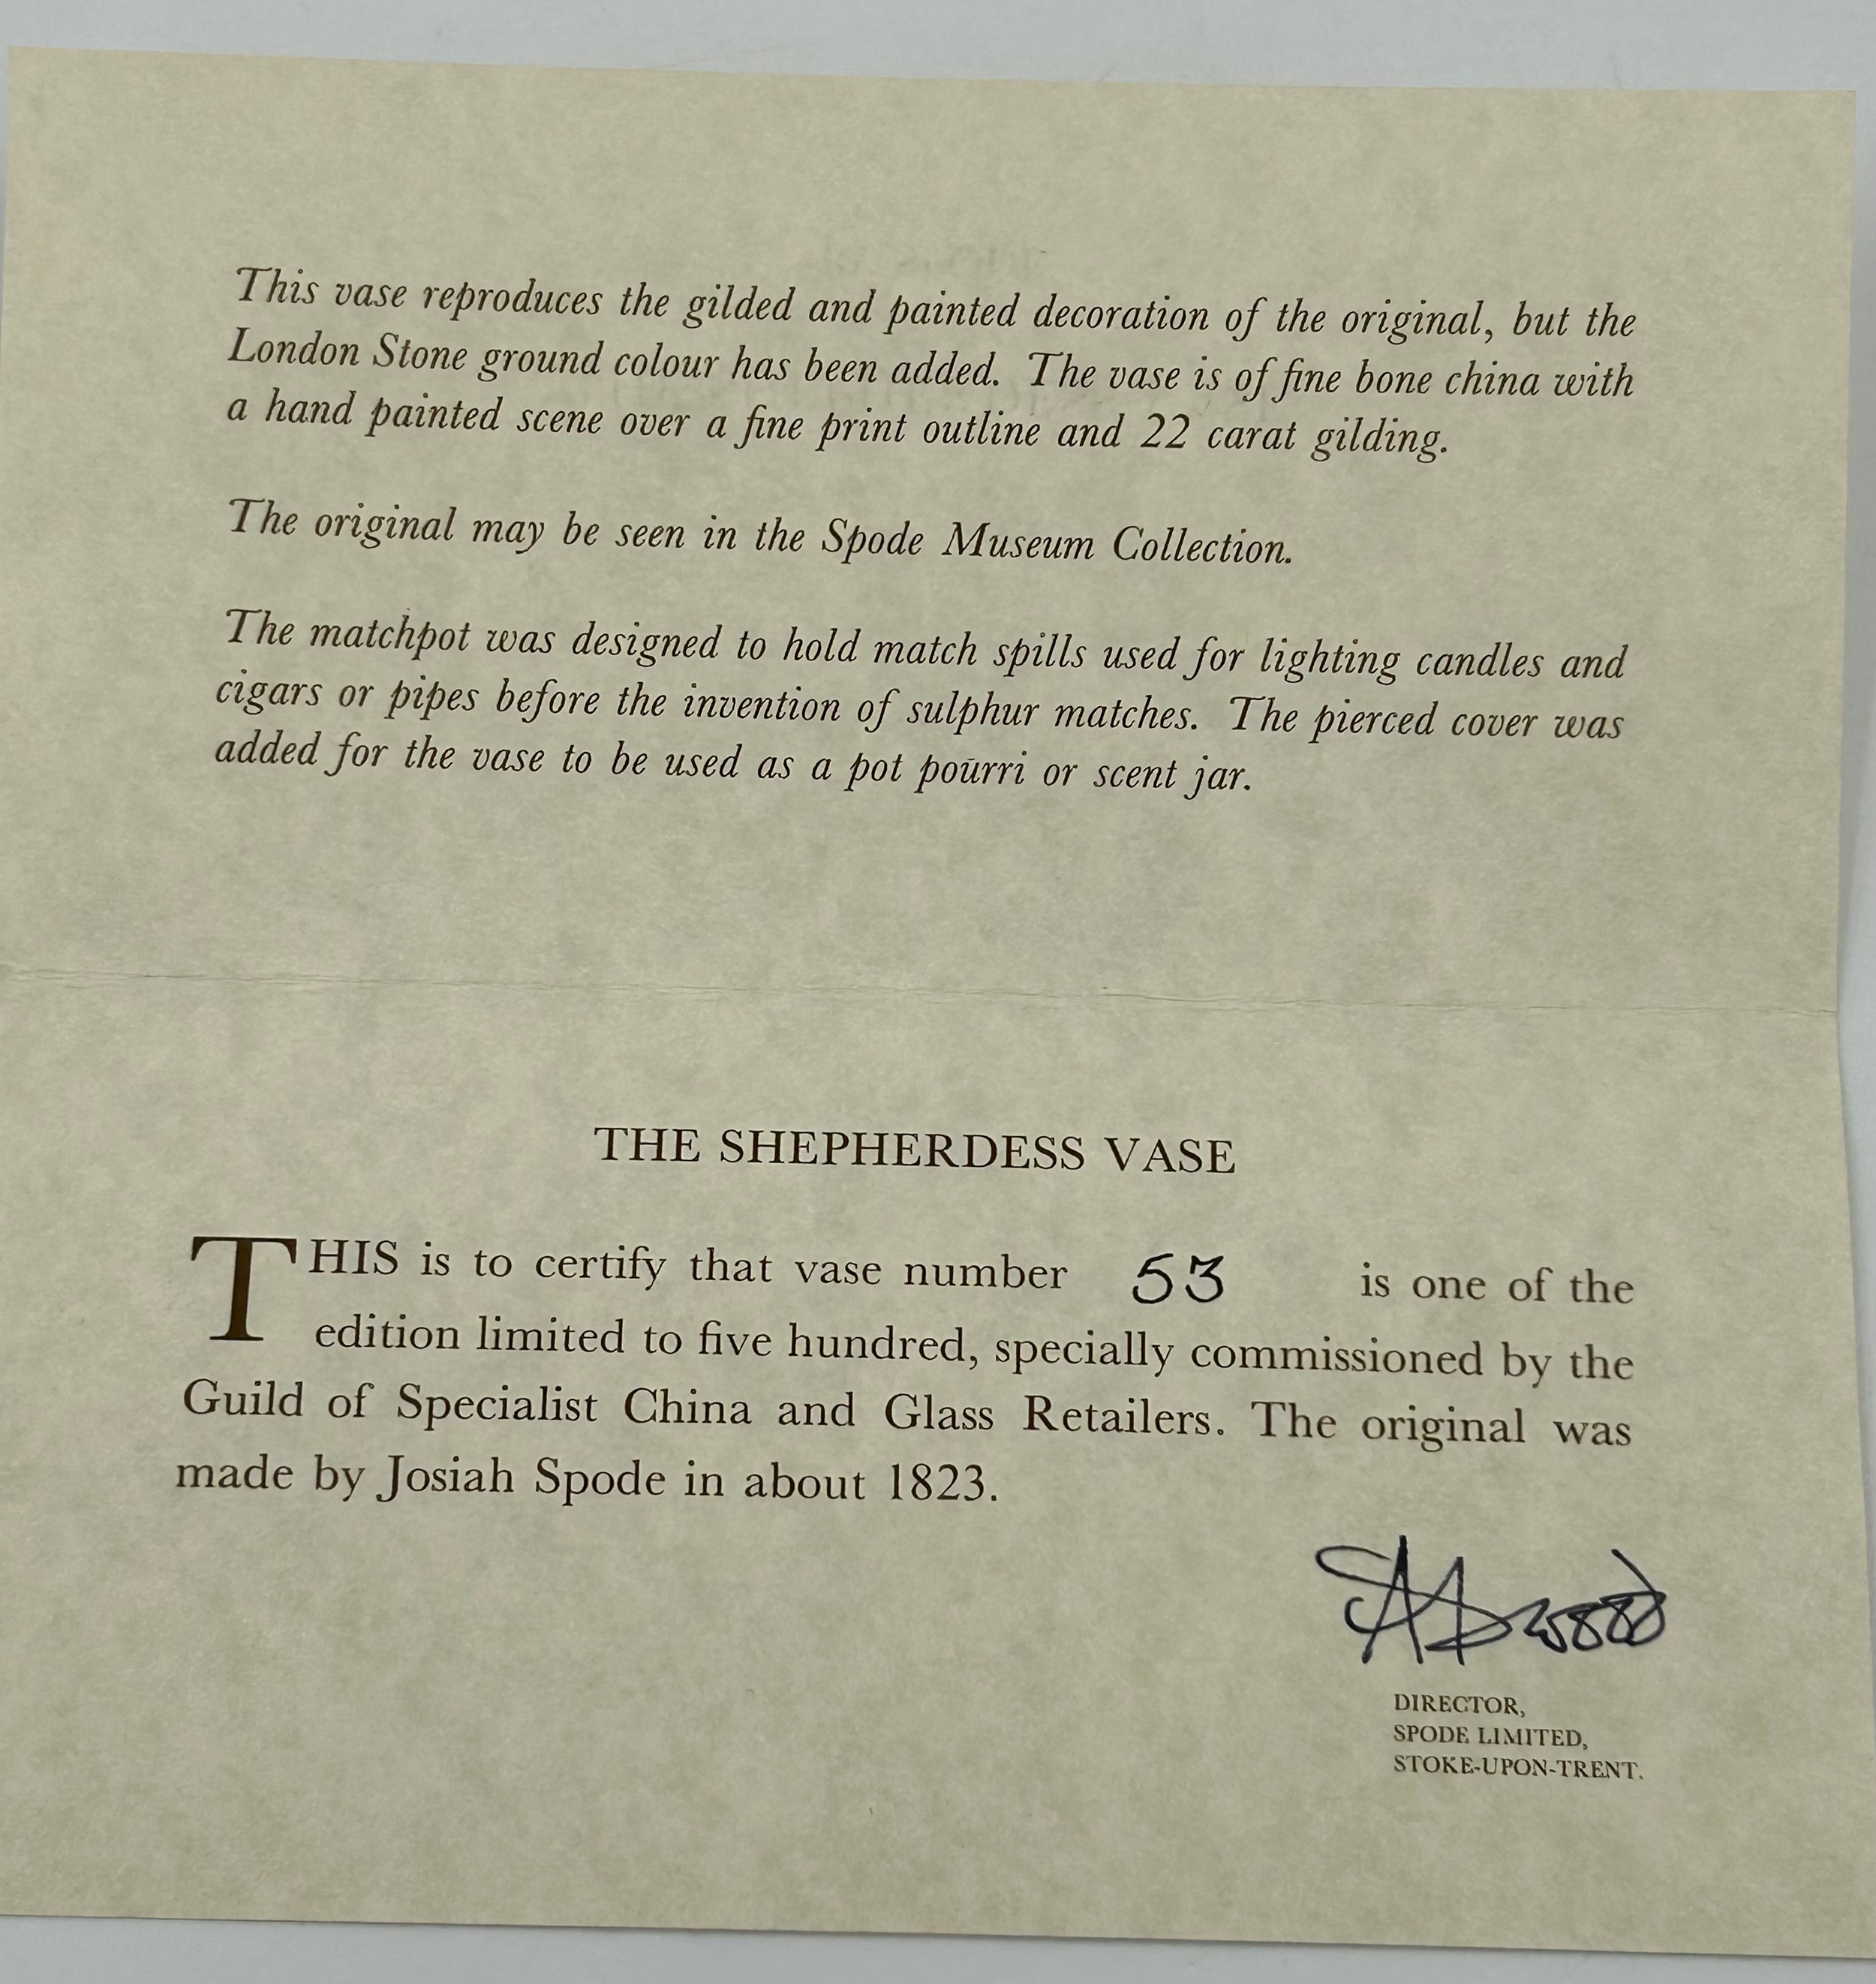 This vase reproduces the gilded and painted decoration of the original, but the
London Stone ground colour has been added. The vase is of fine bone china with
a hand painted scene over a fine print outline and 22 carat gilding.
The original may be seen in the Spode Museum Collection.
The matchpot was designed to hold match spills used for lighting candles and
cigars or pipes before the invention of sulphur matches. The pierced cover was
added for the vase to be used as a pot poūrri or scent jar.
THE SHEPHERDESS VASE
THIS is to certify that vase number 53 is one of the
edition limited to five hundred, specially commissioned by the
Guild of Specialist China and Glass Retailers. The original was
made by Josiah Spode in about 1823.
DIRECTOR,
SPODE LIMITED,
STOKE-UPON-TRENT.